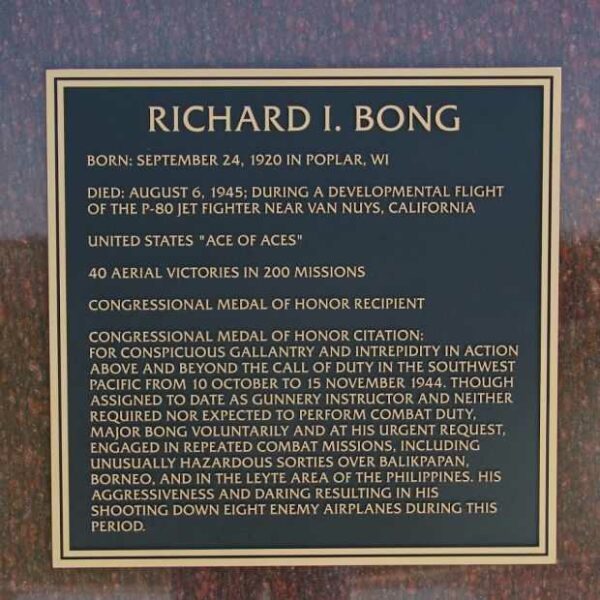 RICHARD I. BONG
BORN: SEPTEMBER 24, 1920 IN POPLAR, WI
DIED: AUGUST 6, 1945; DURING A DEVELOPMENTAL FLIGHT
OF THE P-80 JET FIGHTER NEAR VAN NUYS, CALIFORNIA
UNITED STATES "ACE OF ACES"
40 AERIAL VICTORIES IN 200 MISSIONS
CONGRESSIONAL MEDAL OF HONOR RECIPIENT
CONGRESSIONAL MEDAL OF HONOR CITATION:
FOR CONSPICUOUS GALLANTRY AND INTREPIDITY IN ACTION
ABOVE AND BEYOND THE CALL OF DUTY IN THE SOUTHWEST
PACIFIC FROM 10 OCTOBER TO 15 NOVEMBER 1944. THOUGH
ASSIGNED TO DATE AS GUNNERY INSTRUCTOR AND NEITHER
REQUIRED NOR EXPECTED TO PERFORM COMBAT DUTY,
MAJOR BONG VOLUNTARILY AND AT HIS URGENT REQUEST,
ENGAGED IN REPEATED COMBAT MISSIONS, INCLUDING
UNUSUALLY HAZARDOUS SORTIES OVER BALIKPAPAN,
BORNEO, AND IN THE LEYTE AREA OF THE PHILIPPINES. HIS
AGGRESSIVENESS AND DARING RESULTING IN HIS
SHOOTING DOWN EIGHT ENEMY AIRPLANES DURING THIS
PERIOD.